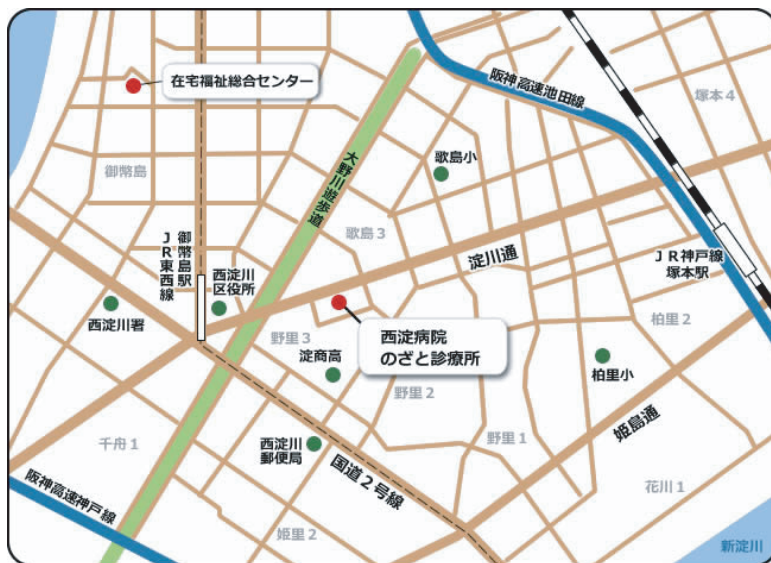 在宅福祉総合センター
阪神高速池田線
塚本4
歌島小
御幣島
大野川遊歩道
歌島3
淀川通
JR神戸線
塚本駅
御幣島駅
JR東西線
西淀川
区役所
西淀川署
野里3
西淀病院
のざと診療所
柏里2
淀商高
柏里小
野里2
姫島通
千舟1
西淀川
郵便局
国道2号線
野里1
花川1
阪神高速神戸線
姫里2
新淀川